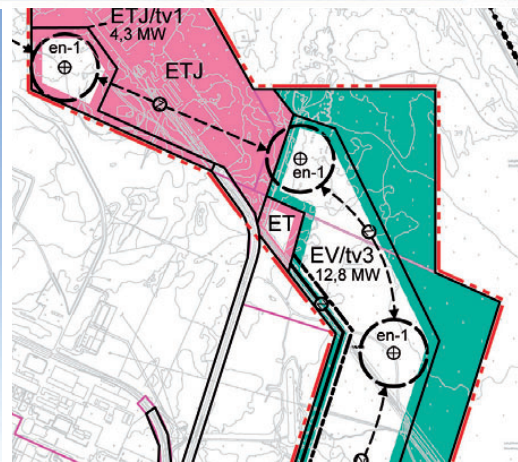 ETJ/tv1
4,3 MW
en-1
ETJ
en-1
ET
EV/tv3
12,8 MW
en-1